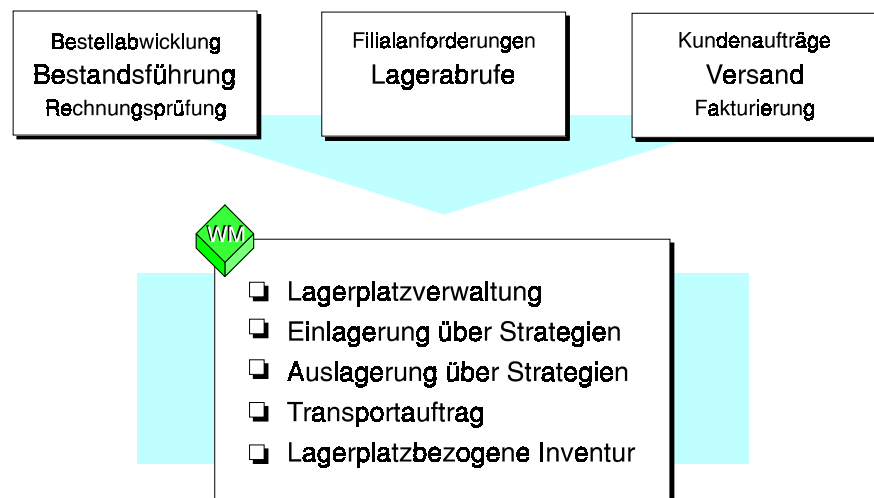 Bestellabwicklung
Bestandsführung
Rechnungsprüfung
Filialanforderungen
Lagerabrufe
Kundenaufträge
Versand
Fakturierung
WM
Lagerplatzverwaltung
Einlagerung über Strategien
Auslagerung über Strategien
Transportauftrag
Lagerplatzbezogene Inventur